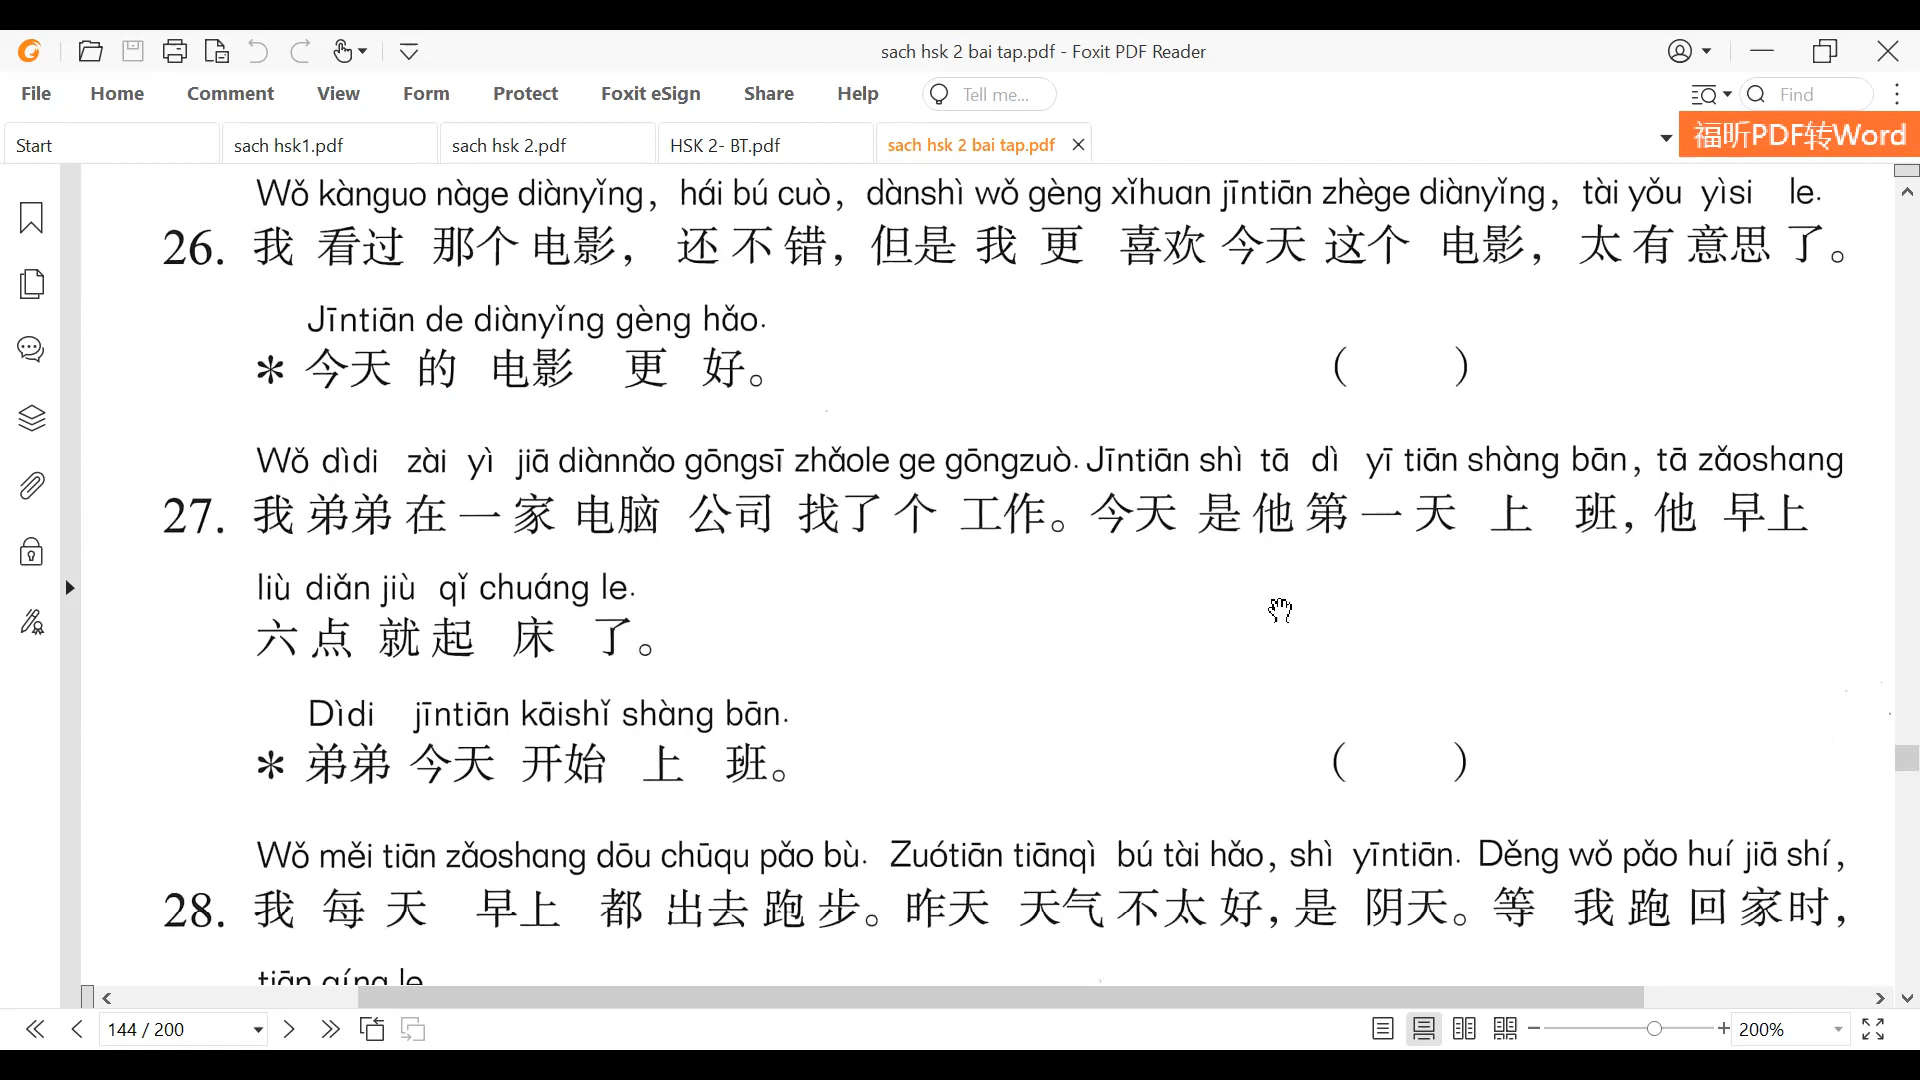 sach hsk 2 bai tap.pdf - Foxit PDF Reader
File Home Comment View Form Protect Foxit eSign Share Help Tell me... Find
Start sach hsk1.pdf sach hsk 2.pdf HSK 2- BT.pdf sach hsk 2 bai tap.pdf 福昕PDF转Word
Wǒ kànguo nàge diànyǐng, hái bú cuò, dànshì wǒ gèng xǐhuan jīntiān zhège diànyǐng, tài yǒu yìsi le.
26. 我 看过 那个 电影, 还 不 错, 但是 我 更 喜欢 今天 这个 电影, 太 有 意思 了。
Jīntiān de diànyǐng gèng hǎo.
* 今天 的 电影 更 好。 ( )
Wǒ dìdi zài yì jiā diànnǎo gōngsī zhǎole ge gōngzuò. Jīntiān shì tā dì yī tiān shàng bān, tā zǎoshang
27. 我 弟弟 在 一 家 电脑 公司 找了 个 工作。今天 是 他 第 一 天 上 班, 他 早上
liù diǎn jiù qǐ chuáng le.
六 点 就 起 床 了。
Dìdi jīntiān kāishǐ shàng bān.
* 弟弟 今天 开始 上 班。 ( )
Wǒ měi tiān zǎoshang dōu chūqu pǎo bù. Zuótiān tiānqì bú tài hǎo, shì yīntiān. Děng wǒ pǎo huí jiā shí,
28. 我 每 天 早上 都 出去 跑 步。昨天 天气 不 太 好, 是 阴天。等 我 跑 回 家 时,
tiān qíng le
144 / 200 200%